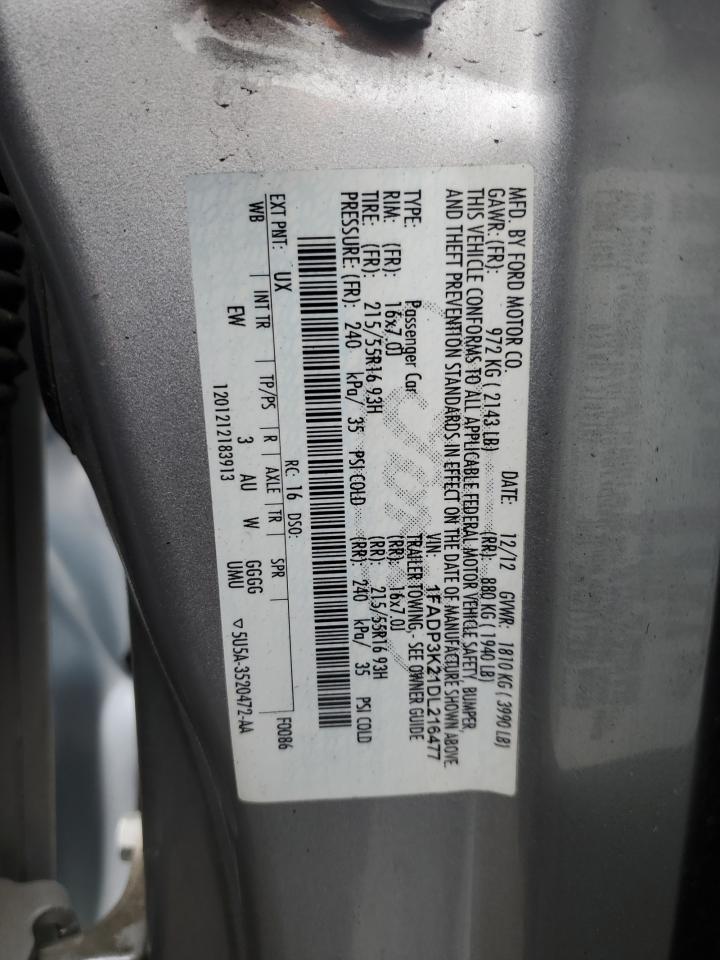 MFD. BY FORD MOTOR CO. DATE: 12/12 GVWR: 1810 KG ( 3990 LB)
GAWR: (FR): 972 KG ( 2143 LB) (RR): 880 KG ( 1940 LB)
THIS VEHICLE CONFORMS TO ALL APPLICABLE FEDERAL MOTOR VEHICLE SAFETY, BUMPER,
AND THEFT PREVENTION STANDARDS IN EFFECT ON THE DATE OF MANUFACTURE SHOWN ABOVE.
VIN: 1FADP3K21DL216477
TYPE: Passenger Car TRAILER TOWING - SEE OWNER GUIDE
RIM: (FR): 16x7.0J (RR): 16x7.0J
TIRE: (FR): 215/55R16 93H (RR): 215/55R16 93H
PRESSURE: (FR): 240 kPa/ 35 PSI COLD (RR): 240 kPa/ 35 PSI COLD
F0086
RC: 16 DSO:
EXT PNT: UX
WB INT TR TP/PS R AXLE TR SPR
EW 3 AU W GGGG
UMU
1201212183913 ▽5U5A-3520472-AA